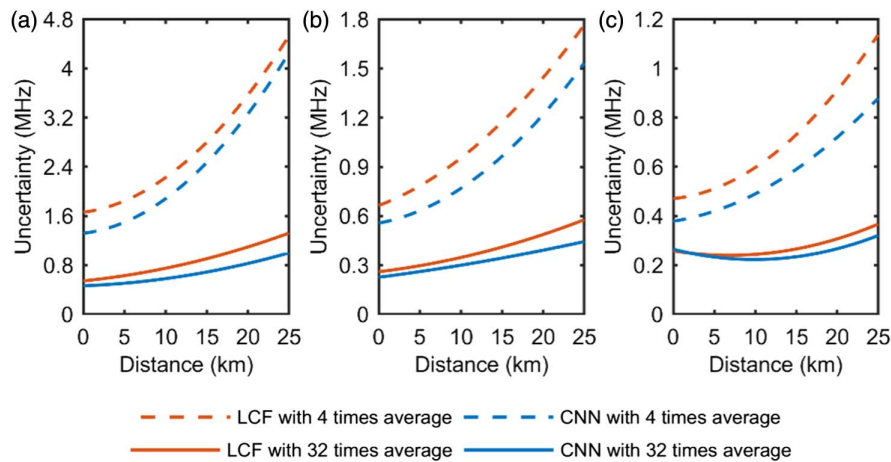 (a)
4.8
4
3.2
2.4
1.6
0.8
0
Uncertainty (MHz)
0 5 10 15 20 25
Distance (km)
(b)
1.8
1.5
1.2
0.9
0.6
0.3
0
Uncertainty (MHz)
0 5 10 15 20 25
Distance (km)
(c)
1.2
1
0.8
0.6
0.4
0.2
0
Uncertainty (MHz)
0 5 10 15 20 25
Distance (km)
LCF with 4 times average CNN with 4 times average
LCF with 32 times average CNN with 32 times average